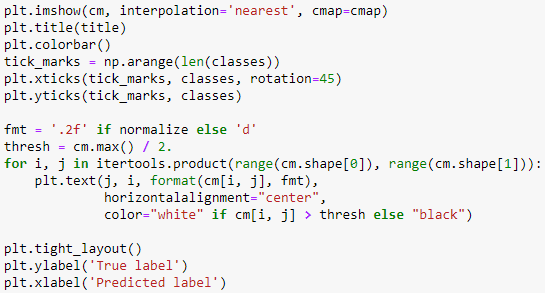 plt.imshow(cm, interpolation='nearest', cmap=cmap)
plt.title(title)
plt.colorbar()
tick_marks = np.arange(len(classes))
plt.xticks(tick_marks, classes, rotation=45)
plt.yticks(tick_marks, classes)

fmt = '.2f' if normalize else 'd'
thresh = cm.max() / 2.
for i, j in itertools.product(range(cm.shape[0]), range(cm.shape[1])):
    plt.text(j, i, format(cm[i, j], fmt),
             horizontalalignment="center",
             color="white" if cm[i, j] > thresh else "black")

plt.tight_layout()
plt.ylabel('True label')
plt.xlabel('Predicted label')